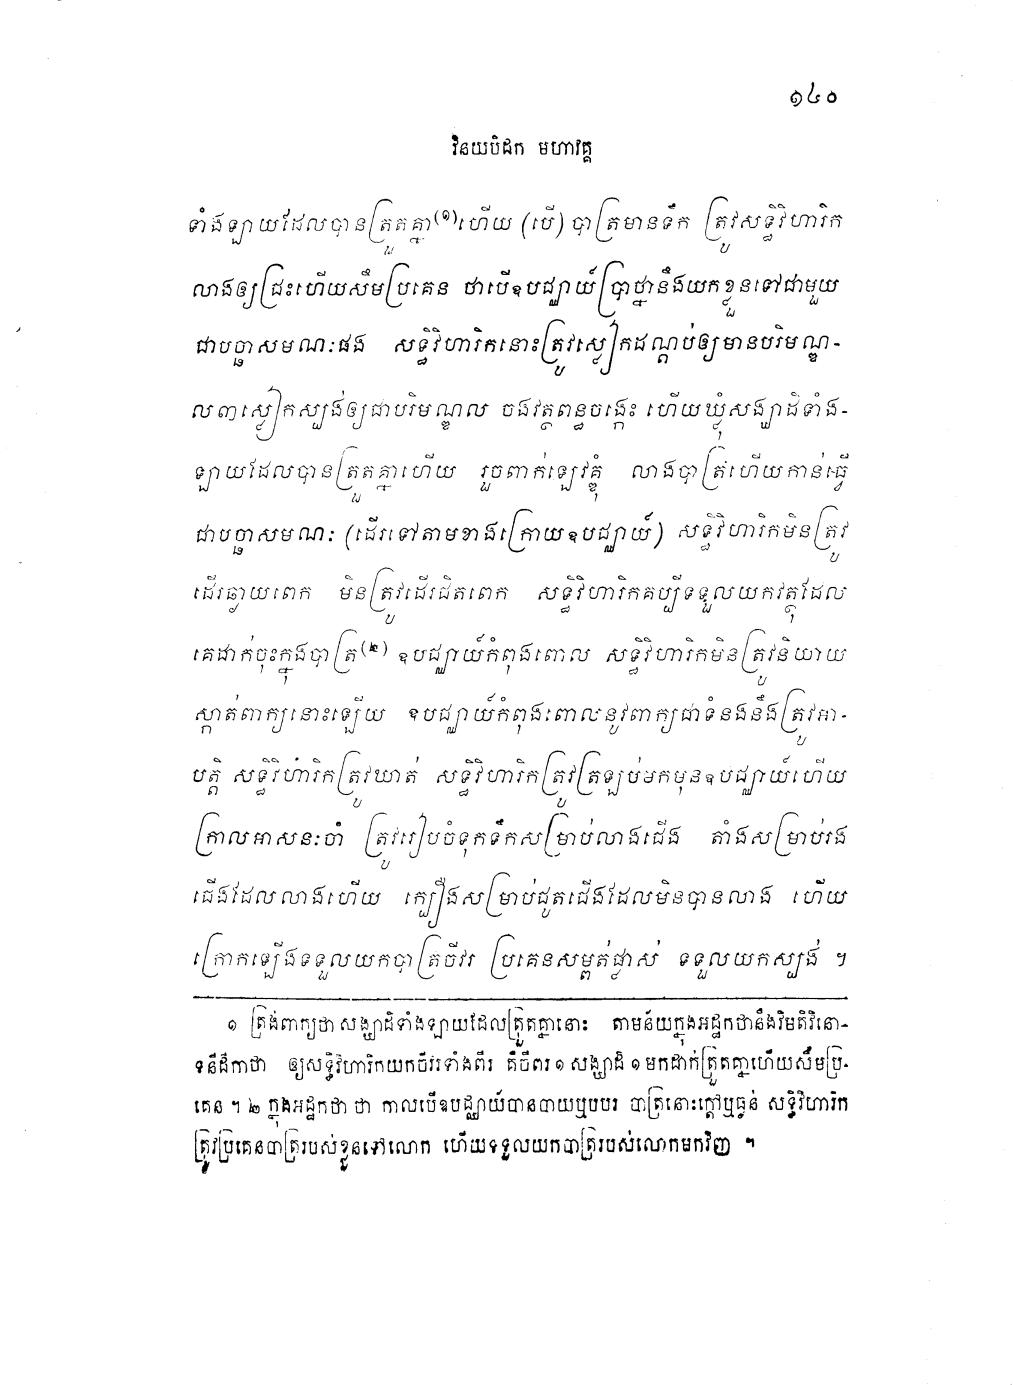 ១៤០
វិនយបិដក មហាវគ្គ
ទាំងឡាយដែលបានត្រួតគ្នា(១)ហើយ (បើ) បាត្រមានទឹក ត្រូវសទ្ធិវិហារិក
លាងឲ្យជ្រះហើយសឹមប្រគេន ថាបើឧបជ្ឈាយ៍ប្រាថ្នានឹងយកខ្លួនទៅជាមួយ
ជាបច្ឆាសមណៈផង សទ្ធិវិហារិកនោះត្រូវស្លៀកដណ្ដប់ឲ្យមានបរិមណ្ឌ-
ល៣ស្លៀកស្បង់ឲ្យជាបរិមណ្ឌល ចងវត្ថពន្ធចង្កេះ ហើយឃ្លុំសង្ឃាដិទាំង-
ឡាយដែលបានត្រួតគ្នាហើយ រួចពាក់ឡេវគ្ឌុំ លាងបាត្រហើយកាន់ធ្វើ
ជាបច្ឆាសមណៈ (ដើរទៅតាមខាងក្រោយឧបជ្ឈាយ៍) សទ្ធិវិហារិកមិនត្រូវ
ដើរឆ្ងាយពេក មិនត្រូវដើរជិតពេក សទ្ធិវិហារិកគប្បីទទួលយកវត្ថុដែល
គេដាក់ចុះក្នុងបាត្រ(២) ឧបជ្ឈាយ៍កំពុងពោល សទ្ធិវិហារិកមិនត្រូវនិយាយ
ស្កាត់ពាក្យនោះឡើយ ឧបជ្ឈាយ៍កំពុងពោលនូវពាក្យជាទំនងនឹងត្រូវអា-
បត្តិ សទ្ធិវិហារិកត្រូវឃាត់ សទ្ធិវិហារិកត្រូវត្រឡប់មកមុនឧបជ្ឈាយ៍ហើយ
ក្រាលអាសនៈចាំ ត្រូវរៀបចំទុកទឹកសម្រាប់លាងជើង តាំងសម្រាប់រង
ជើងដែលលាងហើយ ក្បឿងសម្រាប់ជូតជើងដែលមិនបានលាង ហើយ
ក្រោកឡើងទទួលយកបាត្រចីវរ ប្រគេនសម្ពត់ផ្លាស់ ទទួលយកស្បង់ ។
១ ត្រង់ពាក្យថា សង្ឃាដិទាំងឡាយដែលត្រួតគ្នានោះ តាមន័យក្នុងអដ្ឋកថានឹងវិមតិវិនោ-
ទនីដីកាថា ឲ្យសទ្ធិវិហារិកយកចីវរទាំងពីរ គឺចីពរ ១ សង្ឃាដិ ១ មកដាក់ត្រួតគ្នាហើយសឹមប្រ-
គេន ។ ២ ក្នុងអដ្ឋកថា ថា កាលបើឧបជ្ឈាយ៍បានបាយឬបបរ បាត្រនោះក្ដៅឬធ្ងន់ សទ្ធិវិហារិក
ត្រូវប្រគេនបាត្ររបស់ខ្លួនទៅលោក ហើយទទួលយកបាត្ររបស់លោកមកវិញ ។